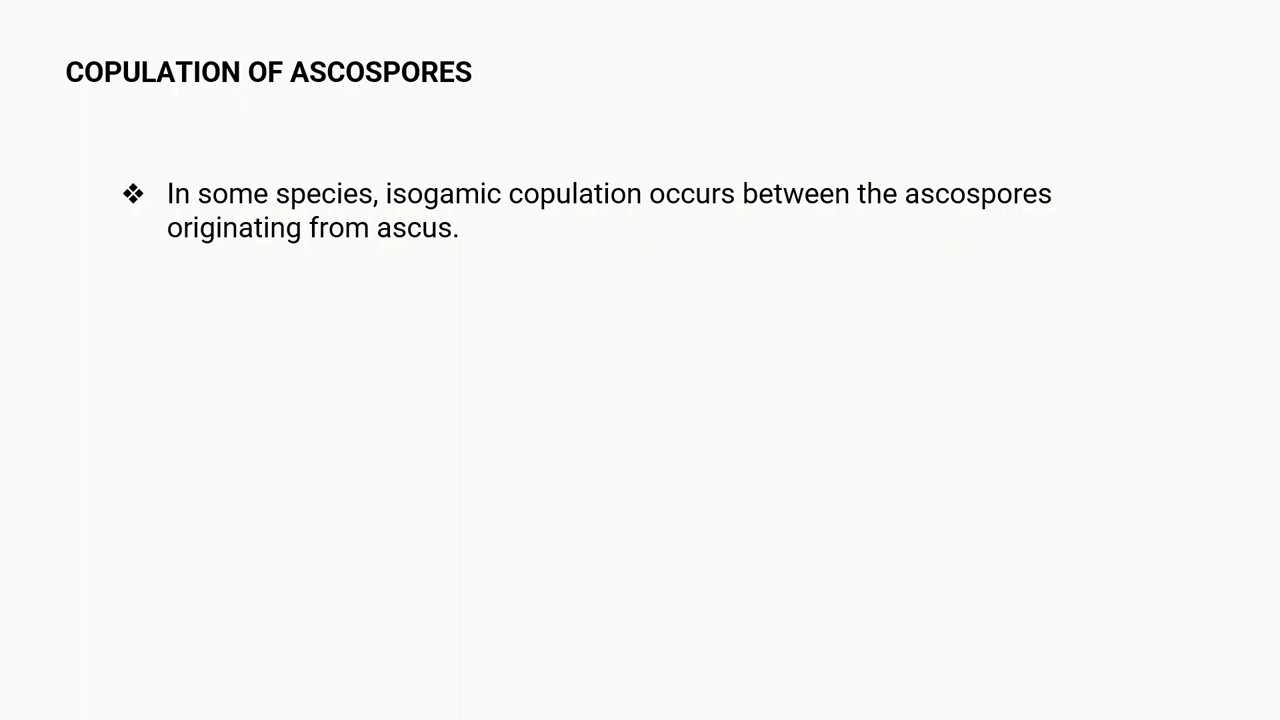 COPULATION OF ASCOSPORES
❖ In some species, isogamic copulation occurs between the ascospores
originating from ascus.